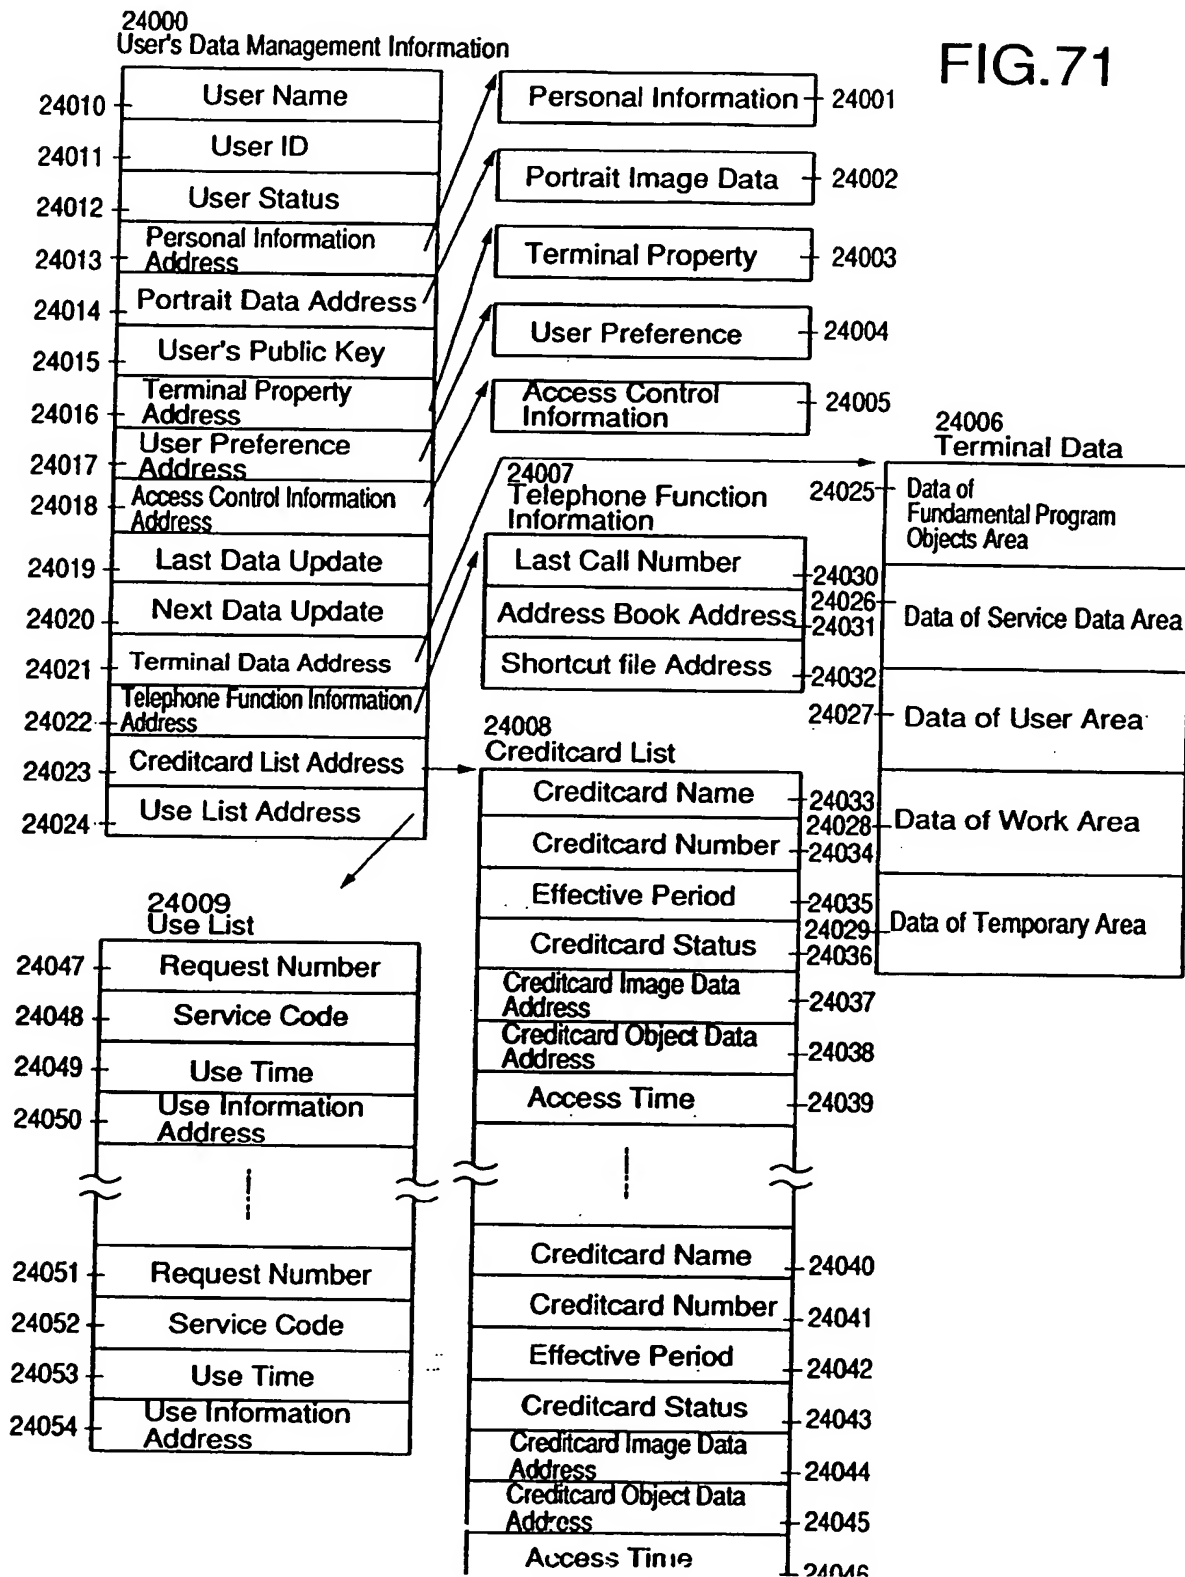 FIG.71
24000
User's Data Management Information
24010 User Name
24011 User ID
24012 User Status
24013 Personal Information
Address
24014 Portrait Data Address
24015 User's Public Key
24016 Terminal Property
Address
24017 User Preference
Address
24018 Access Control Information
Address
24019 Last Data Update
24020 Next Data Update
24021 Terminal Data Address
24022 Telephone Function Information
Address
24023 Creditcard List Address
24024 Use List Address
Personal Information 24001
Portrait Image Data 24002
Terminal Property 24003
User Preference 24004
Access Control
Information 24005
24006
Terminal Data
24025 Data of
Fundamental Program
Objects Area
24026 Data of Service Data Area
24027 Data of User Area
24028 Data of Work Area
24029 Data of Temporary Area
24007
Telephone Function
Information
Last Call Number 24030
Address Book Address 24031
Shortcut file Address 24032
24008
Creditcard List
Creditcard Name 24033
Creditcard Number 24034
Effective Period 24035
Creditcard Status 24036
Creditcard Image Data
Address 24037
Creditcard Object Data
Address 24038
Access Time 24039
Creditcard Name 24040
Creditcard Number 24041
Effective Period 24042
Creditcard Status 24043
Creditcard Image Data
Address 24044
Creditcard Object Data
Address 24045
Access Time 24046
24009
Use List
24047 Request Number
24048 Service Code
24049 Use Time
24050 Use Information
Address
24051 Request Number
24052 Service Code
24053 Use Time
24054 Use Information
Address